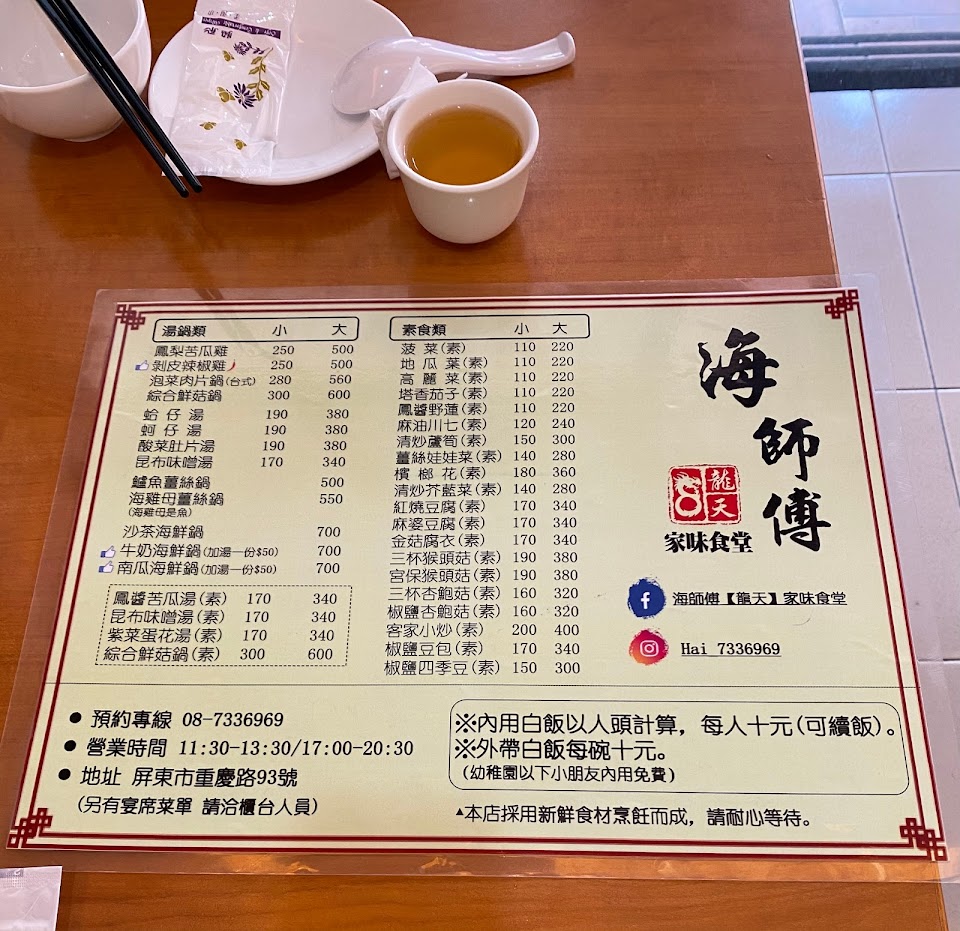 湯鍋類 小 大
鳳梨苦瓜雞 250 500
剝皮辣椒雞 250 500
泡菜肉片鍋(台式) 280 560
綜合鮮菇鍋 300 600
蛤仔湯 190 380
蚵仔湯 190 380
酸菜肚片湯 190 380
昆布味噌湯 170 340
鱸魚薑絲鍋 500
海雞母薑絲鍋 550
(海雞母是魚)
沙茶海鮮鍋 700
牛奶海鮮鍋(加湯一份$50) 700
南瓜海鮮鍋(加湯一份$50) 700
鳳醬苦瓜湯(素) 170 340
昆布味噌湯(素) 170 340
紫菜蛋花湯(素) 170 340
綜合鮮菇鍋(素) 300 600
素食類 小 大
菠菜(素) 110 220
地瓜葉(素) 110 220
高麗菜(素) 110 220
塔香茄子(素) 110 220
鳳醬野蓮(素) 110 220
麻油川七(素) 120 240
清炒蘆筍(素) 150 300
薑絲娃娃菜(素) 140 280
檳榔花(素) 180 360
清炒芥藍菜(素) 140 280
紅燒豆腐(素) 170 340
麻婆豆腐(素) 170 340
金菇腐衣(素) 170 340
三杯猴頭菇(素) 190 380
宮保猴頭菇(素) 190 380
三杯杏鮑菇(素) 160 320
椒鹽杏鮑菇(素) 160 320
客家小炒(素) 200 400
椒鹽豆包(素) 170 340
椒鹽四季豆(素) 150 300
海師傅
龍天
家味食堂
海師傅【龍天】家味食堂
Hai_7336969
● 預約專線 08-7336969
● 營業時間 11:30-13:30/17:00-20:30
● 地址 屏東市重慶路93號
(另有宴席菜單 請洽櫃台人員)
※內用白飯以人頭計算，每人十元(可續飯)。
※外帶白飯每碗十元。
(幼稚園以下小朋友內用免費)
▲本店採用新鮮食材烹飪而成，請耐心等待。